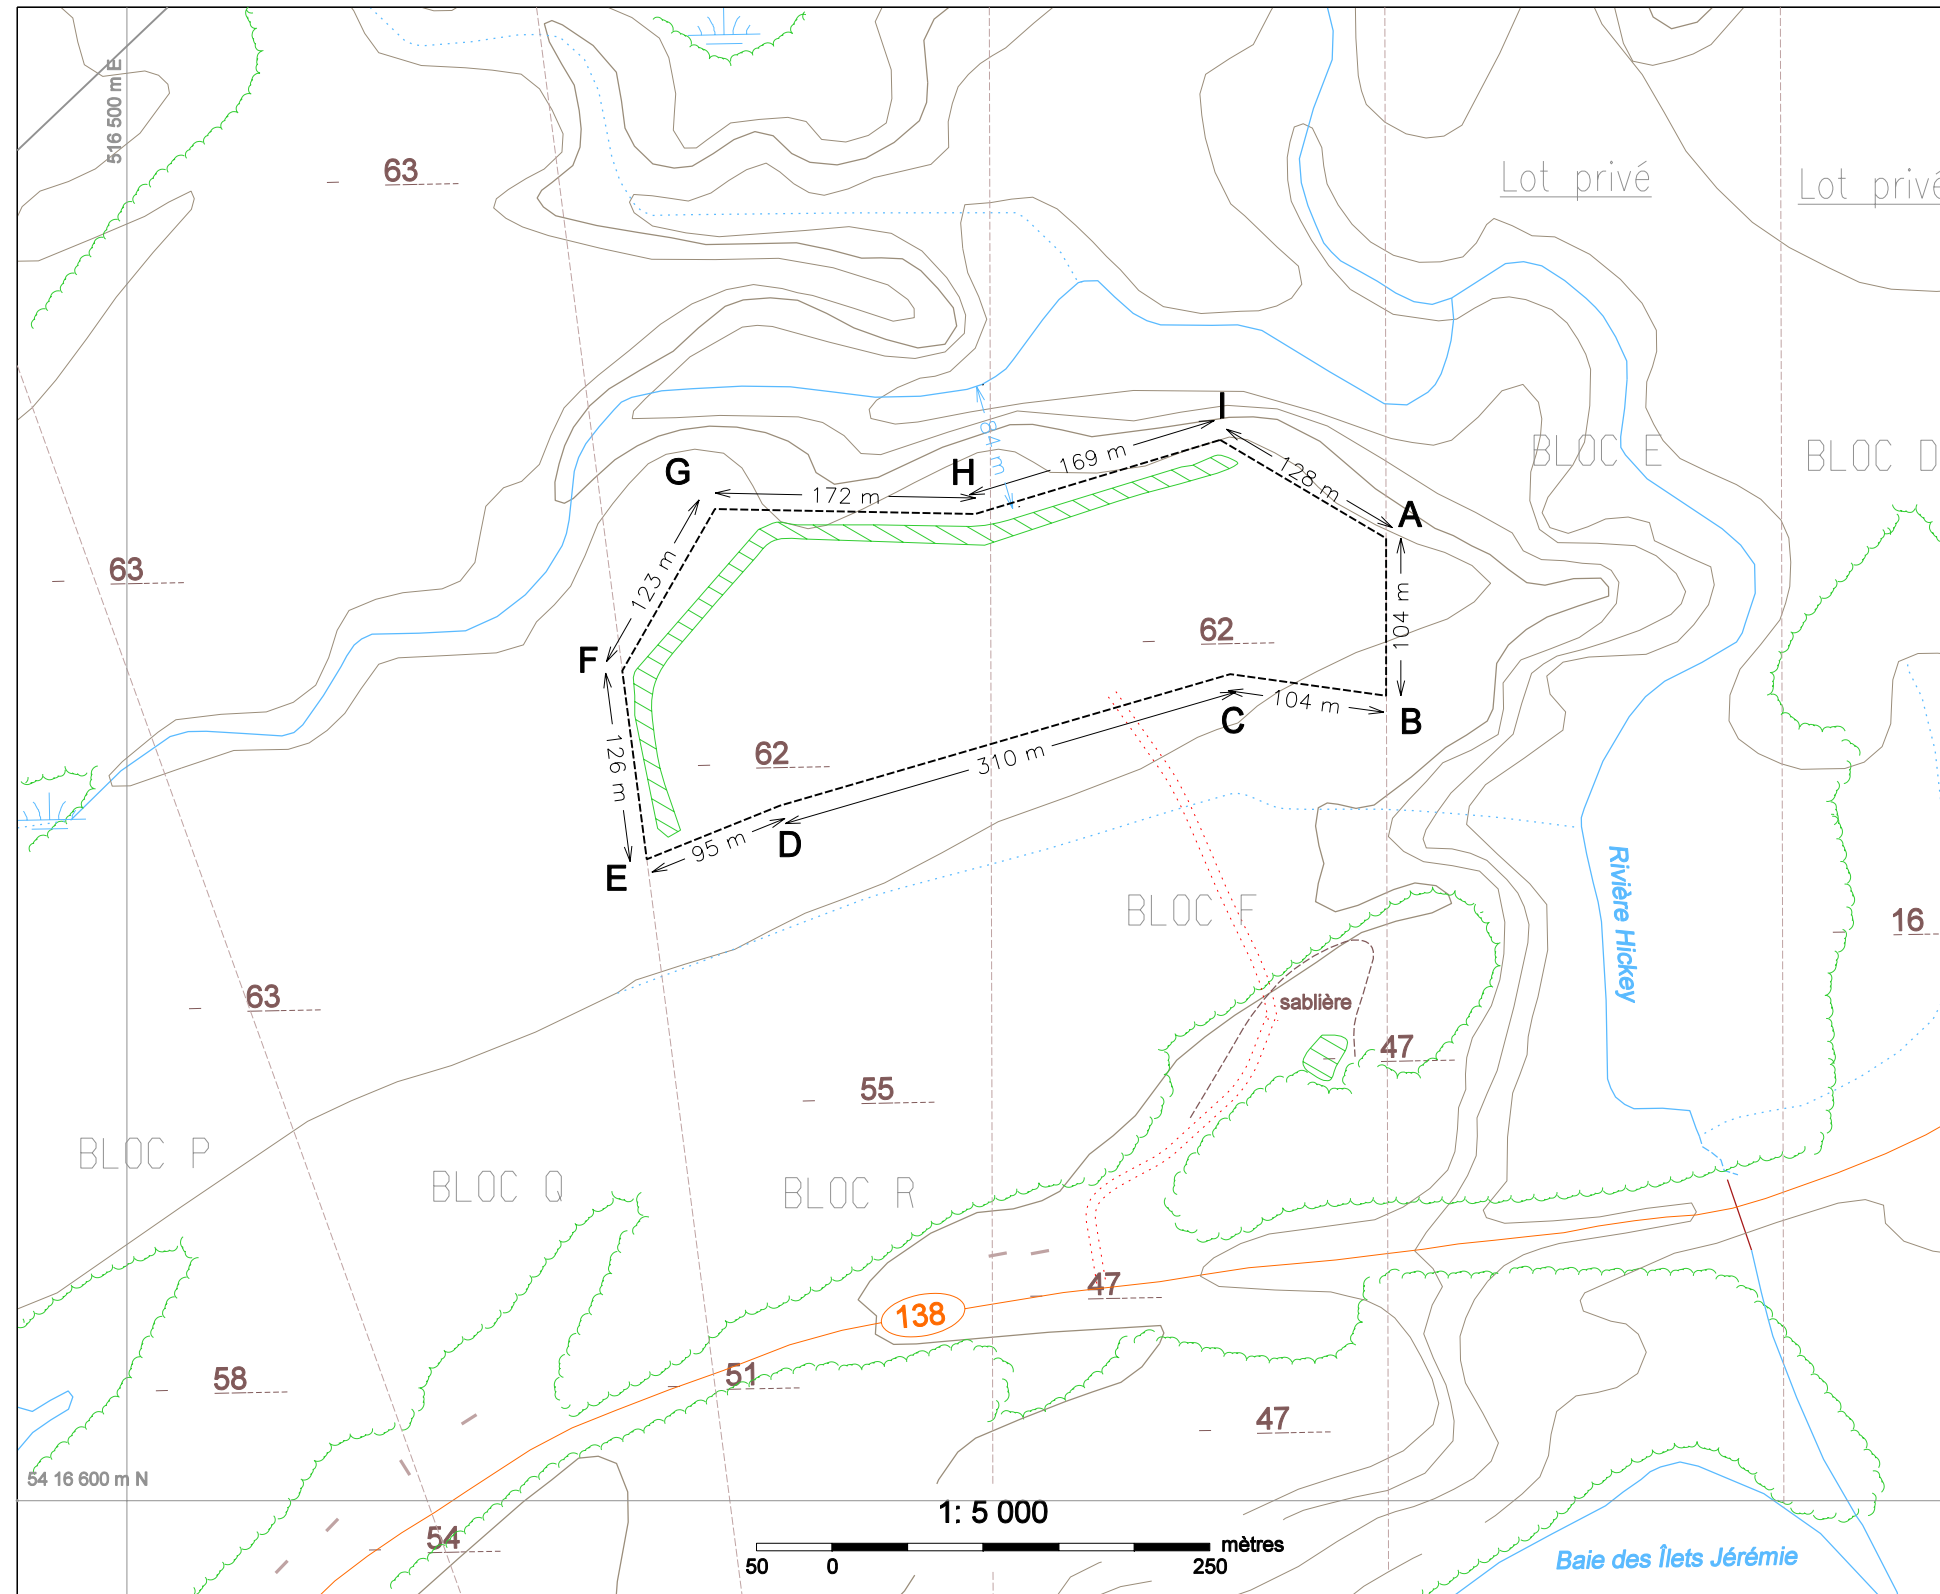 516 500 m E
63
Lot privé
Lot privé
I
84 m
169 m
128 m
BLOC E
BLOC D
G
H
172 m
A
123 m
63
104 m
62
F
C
104 m
B
126 m
62
310 m
95 m
D
E
Rivière Hickey
BLOC F
16
63
sablière
47
55
BLOC P
BLOC Q
BLOC R
47
138
58
51
47
54 16 600 m N
1: 5 000
54
50
0
250
mètres
Baie des Îlets Jérémie